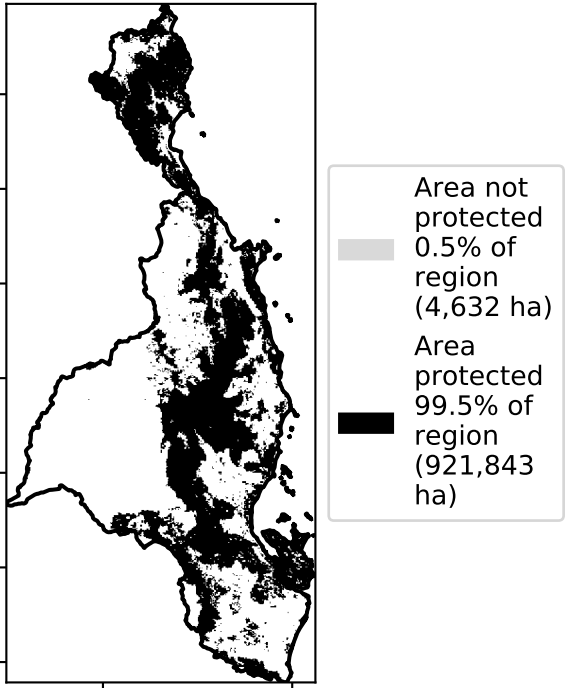 Area not
protected
0.5% of
region
(4,632 ha)
Area
protected
99.5% of
region
(921,843
ha)